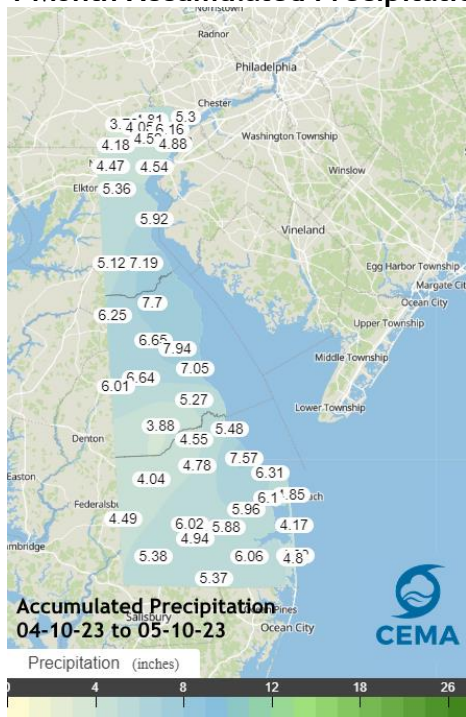 Norristown
Radnor
Philadelphia
Chester
5.3
4.05
6.16
4.18
4.88
Washington Township
4.47
4.54
Winslow
Elkton
5.36
5.92
Vineland
5.12 7.19
Egg Harbor Township
Margate City
7.7
Ocean City
6.25
Upper Township
6.65
7.94
Middle Township
7.05
6.64
6.01
5.27
Lower Township
3.88
5.48
Denton
4.55
7.57
4.78
6.31
Easton
4.04
Federalsbu
5.96
4.49
6.02
5.88
4.17
4.94
5.38
6.06
4.8
5.37
Accumulated Precipitation
04-10-23 to 05-10-23
Salisbury
Ocean City
CEMA
Precipitation (inches)
0 4 8 12 18 26